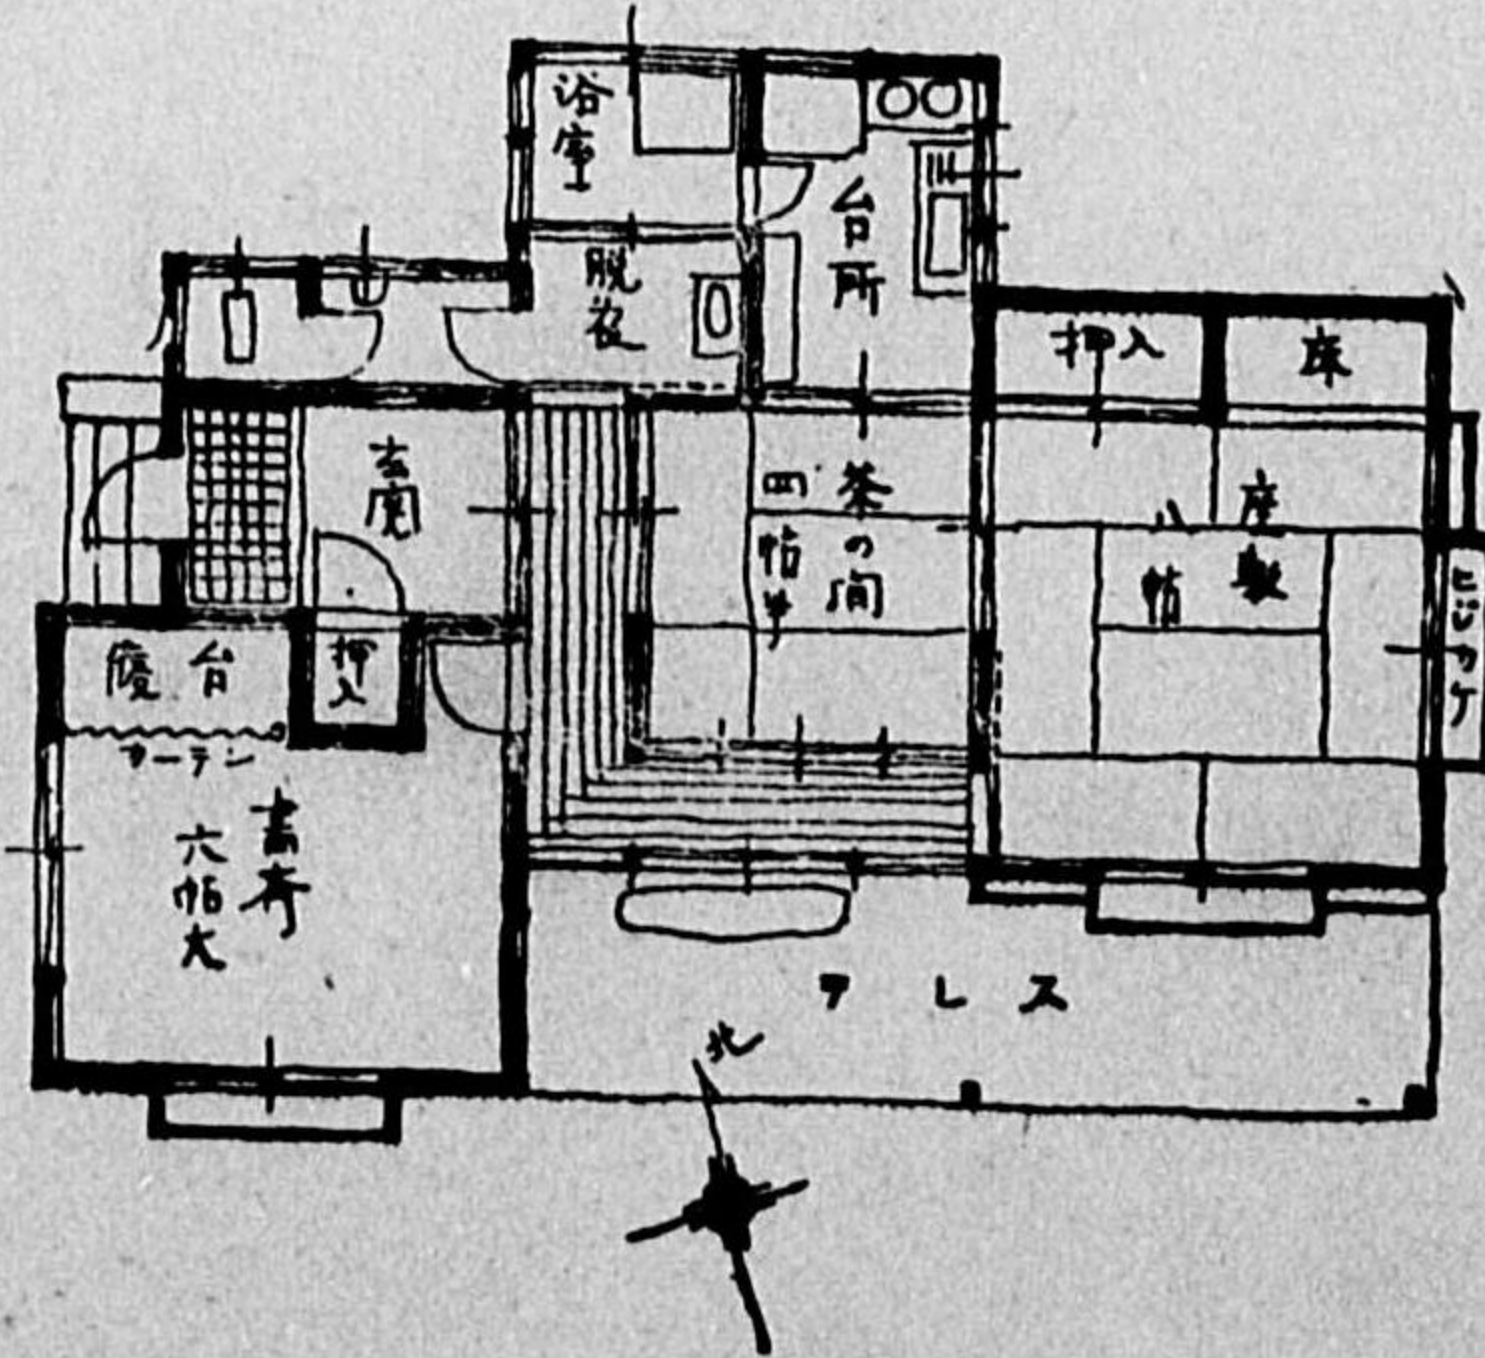 浴室
台所
脱衣
押入
床
玄関
茶の間
四帖半
座敷
八帖
ヒジカケ
寝台
押入
カーテン
書斎
六帖大
テレス
北